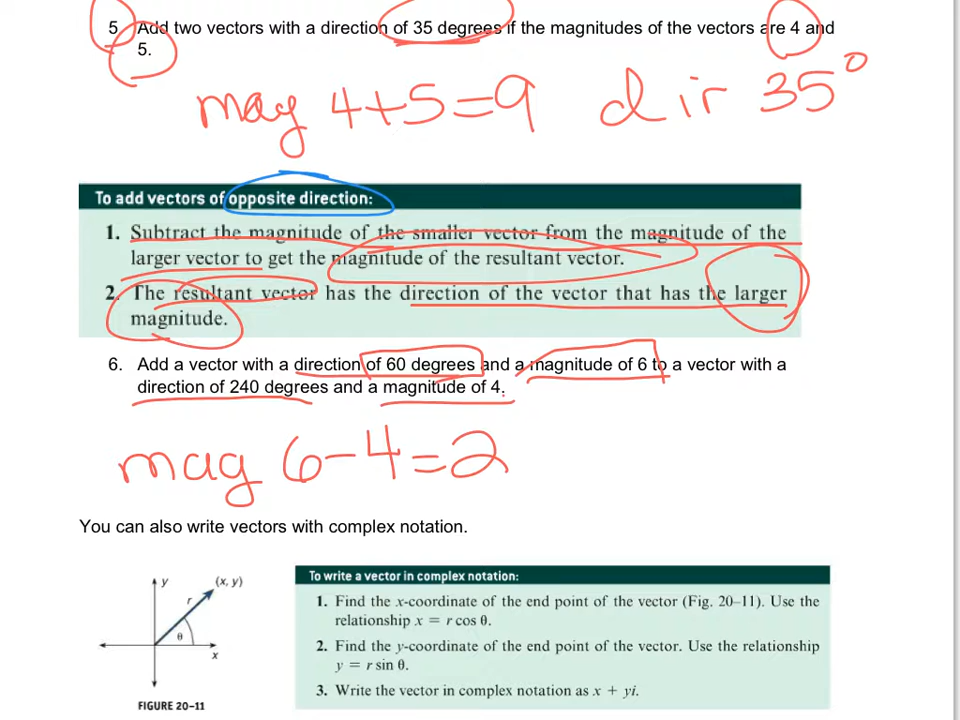 5. Add two vectors with a direction of 35 degrees if the magnitudes of the vectors are 4 and
5.
mag 4+5=9 dir 35°
To add vectors of opposite direction:
1. Subtract the magnitude of the smaller vector from the magnitude of the
larger vector to get the magnitude of the resultant vector.
2. The resultant vector has the direction of the vector that has the larger
magnitude.
6. Add a vector with a direction of 60 degrees and a magnitude of 6 to a vector with a
direction of 240 degrees and a magnitude of 4.
mag 6-4=2
You can also write vectors with complex notation.
y
(x, y)
r
θ
x
FIGURE 20–11
To write a vector in complex notation:
1. Find the x-coordinate of the end point of the vector (Fig. 20–11). Use the
relationship x = r cos θ.
2. Find the y-coordinate of the end point of the vector. Use the relationship
y = r sin θ.
3. Write the vector in complex notation as x + yi.